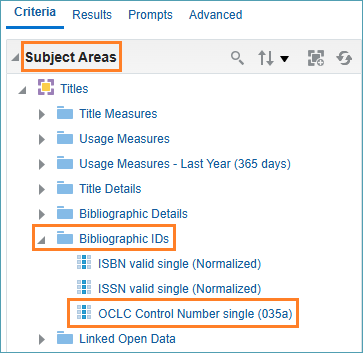 Criteria Results Prompts Advanced
Subject Areas
Titles
Title Measures
Usage Measures
Usage Measures - Last Year (365 days)
Title Details
Bibliographic Details
Bibliographic IDs
ISBN valid single (Normalized)
ISSN valid single (Normalized)
OCLC Control Number single (035a)
Linked Open Data